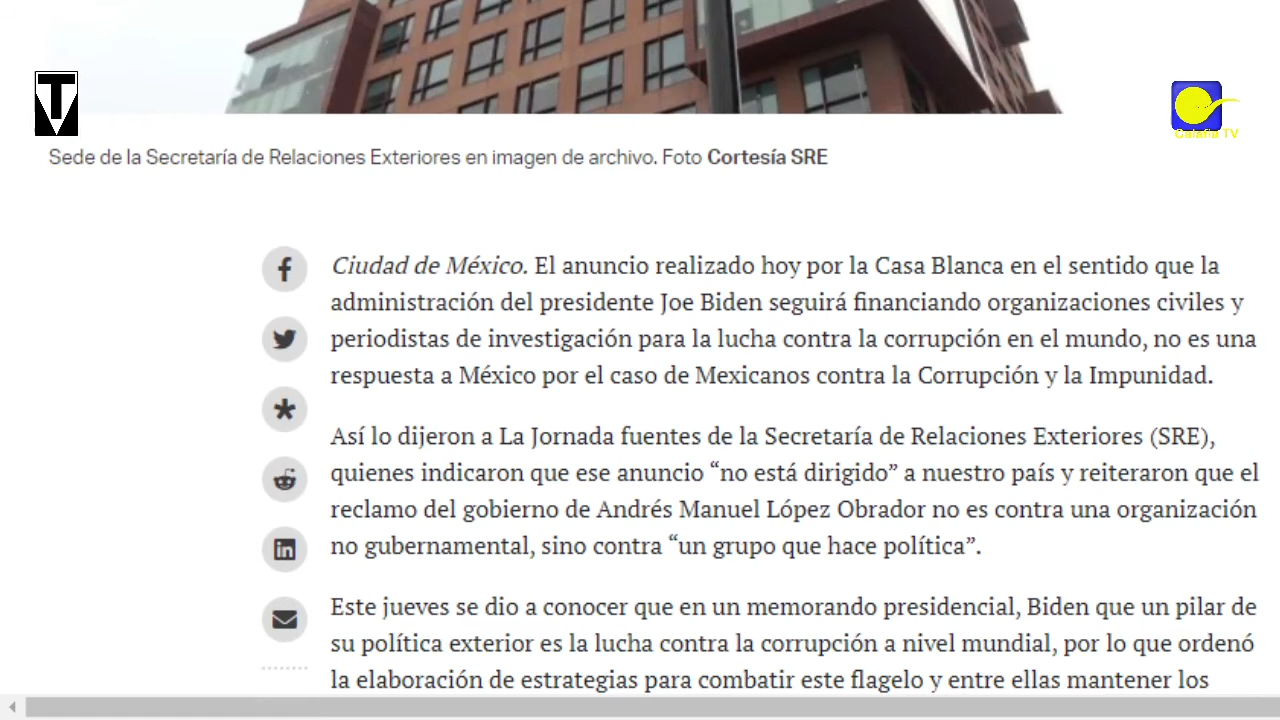 T
Calafia TV
Sede de la Secretaría de Relaciones Exteriores en imagen de archivo. Foto Cortesía SRE
Ciudad de México. El anuncio realizado hoy por la Casa Blanca en el sentido que la
administración del presidente Joe Biden seguirá financiando organizaciones civiles y
periodistas de investigación para la lucha contra la corrupción en el mundo, no es una
respuesta a México por el caso de Mexicanos contra la Corrupción y la Impunidad.
Así lo dijeron a La Jornada fuentes de la Secretaría de Relaciones Exteriores (SRE),
quienes indicaron que ese anuncio “no está dirigido” a nuestro país y reiteraron que el
reclamo del gobierno de Andrés Manuel López Obrador no es contra una organización
no gubernamental, sino contra “un grupo que hace política”.
Este jueves se dio a conocer que en un memorando presidencial, Biden que un pilar de
su política exterior es la lucha contra la corrupción a nivel mundial, por lo que ordenó
la elaboración de estrategias para combatir este flagelo y entre ellas mantener los